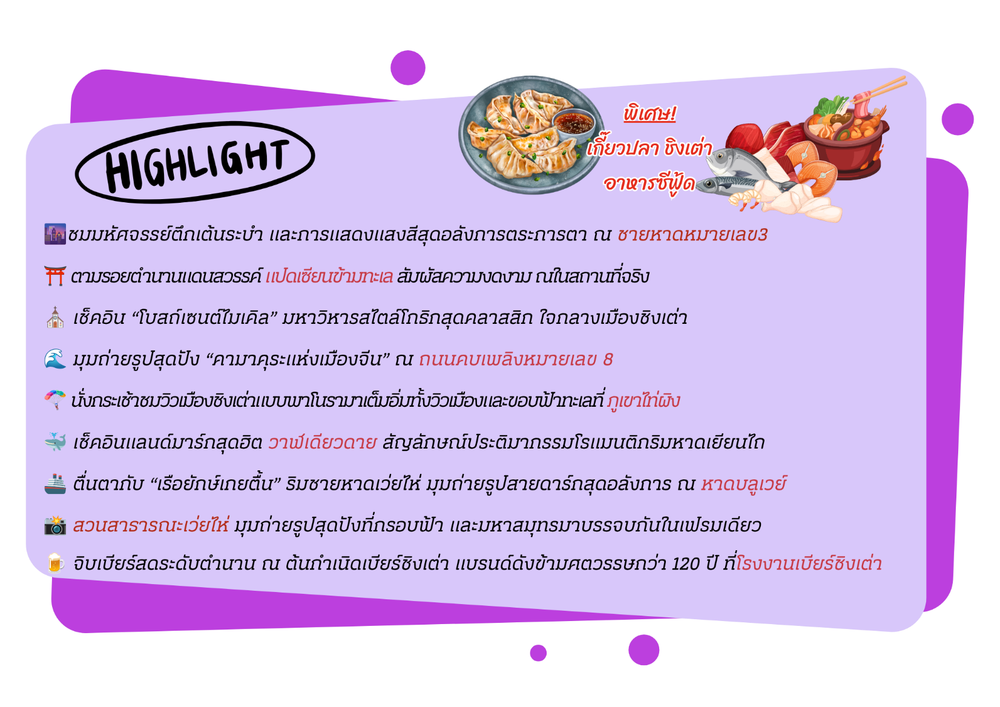 HIGHLIGHT
พิเศษ!
เกี๊ยวปลา ชิงเต่า
อาหารซีฟู้ด
ชมมหัศจรรย์ตึกเต้นระบำ และการแสดงแสงสีสุดอลังการตระการตา ณ ชายหาดหมายเลข3
ตามรอยตำนานแดนสวรรค์ แปดเซียนข้ามทะเล สัมผัสความงดงาม ณในสถานที่จริง
เช็คอิน “โบสถ์เซนต์ไมเคิล” มหาวิหารสไตล์โกธิกสุดคลาสสิก ใจกลางเมืองชิงเต่า
มุมถ่ายรูปสุดปัง “คามาคุระแห่งเมืองจีน” ณ ถนนคบเพลิงหมายเลข 8
นั่งกระเช้าชมวิวเมืองชิงเต่าแบบพาโนรามาเต็มอิ่มทั้งวิวเมืองและขอบฟ้าทะเลที่ ภูเขาไท่ผิง
เช็คอินแลนด์มาร์กสุดฮิต วาฬเดียวดาย สัญลักษณ์ประติมากรรมโรแมนติกริมหาดเยียนไถ
ตื่นตากับ “เรือยักษ์เกยตื้น” ริมชายหาดเว่ยไห่ มุมถ่ายรูปสายดาร์กสุดอลังการ ณ หาดบลูเวย์
สวนสาธารณะเว่ยไห่ มุมถ่ายรูปสุดปังที่กรอบฟ้า และมหาสมุทรมาบรรจบกันในเฟรมเดียว
จิบเบียร์สดระดับตำนาน ณ ต้นกำเนิดเบียร์ชิงเต่า แบรนด์ดังข้ามศตวรรษกว่า 120 ปี ที่โรงงานเบียร์ชิงเต่า